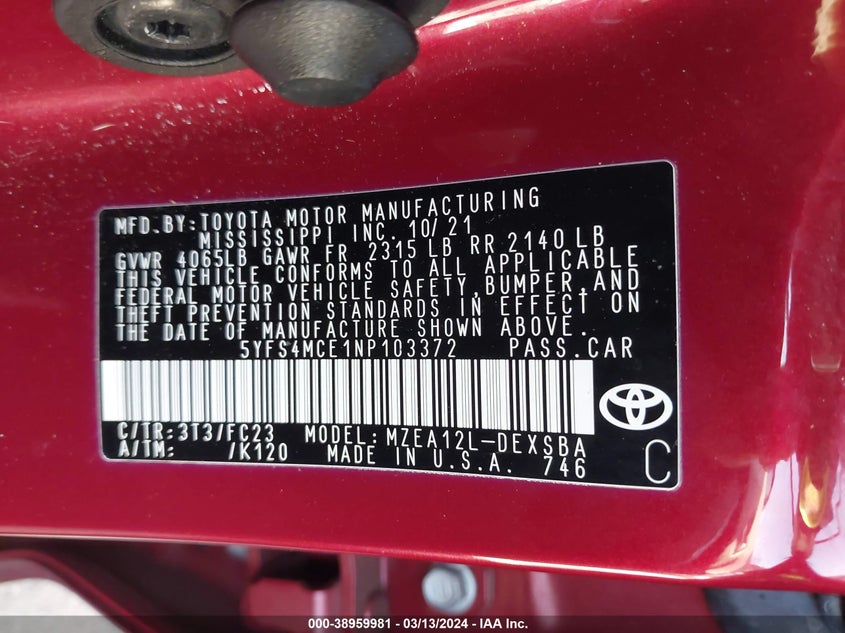 MFD.BY:TOYOTA MOTOR MANUFACTURING
MISSISSIPPI INC. 10/21
GVWR 4065LB GAWR FR 2315 LB RR 2140 LB
THIS VEHICLE CONFORMS TO ALL APPLICABLE
FEDERAL MOTOR VEHICLE SAFETY,BUMPER,AND
THEFT PREVENTION STANDARDS IN EFFECT ON
THE DATE OF MANUFACTURE SHOWN ABOVE.
5YFS4MCE1NP103372 PASS.CAR
C/TR:3T3/FC23 MODEL:MZEA12L-DEXSBA
A/TM: /K120 MADE IN U.S.A. 746
C
000-38959981 - 03/13/2024 - IAA Inc.